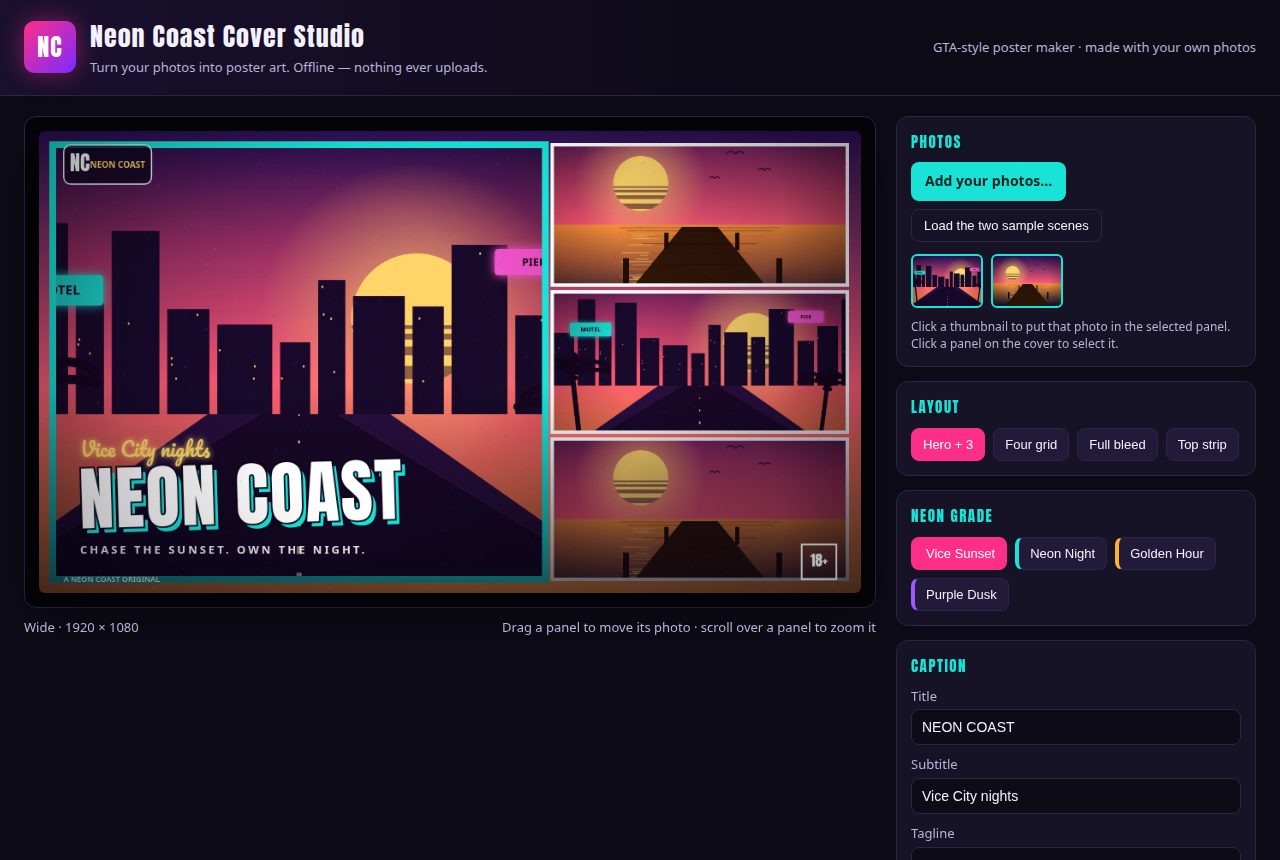 NC
Neon Coast Cover Studio
Turn your photos into poster art. Offline — nothing ever uploads.
GTA-style poster maker · made with your own photos
NC NEON COAST
OTEL
PIER
Vice City nights
NEON COAST
CHASE THE SUNSET. OWN THE NIGHT.
A NEON COAST ORIGINAL
MOTEL
PIER
18+
Wide · 1920 × 1080
Drag a panel to move its photo · scroll over a panel to zoom it
PHOTOS
Add your photos...
Load the two sample scenes
Click a thumbnail to put that photo in the selected panel.
Click a panel on the cover to select it.
LAYOUT
Hero + 3
Four grid
Full bleed
Top strip
NEON GRADE
Vice Sunset
Neon Night
Golden Hour
Purple Dusk
CAPTION
Title
NEON COAST
Subtitle
Vice City nights
Tagline